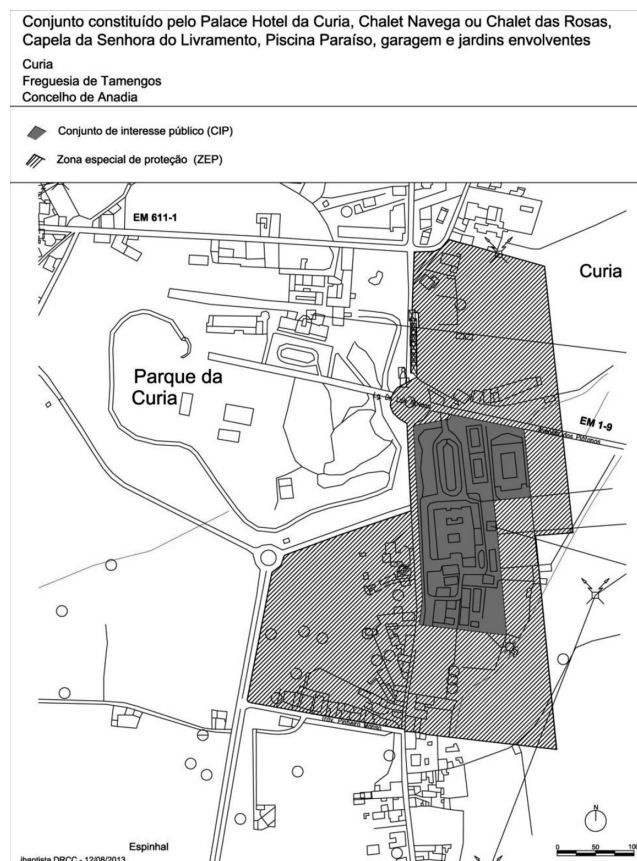 Conjunto constituído pelo Palace Hotel da Curia, Chalet Navega ou Chalet das Rosas,
Capela da Senhora do Livramento, Piscina Paraíso, garagem e jardins envolventes
Curia
Freguesia de Tamengos
Concelho de Anadia
Conjunto de interesse público (CIP)
Zona especial de proteção (ZEP)
EM 611-1
Curia
Parque da
Curia
EM 1-9
Espinhal
N
0 50 100
jbaptista DRCC - 12/08/2013